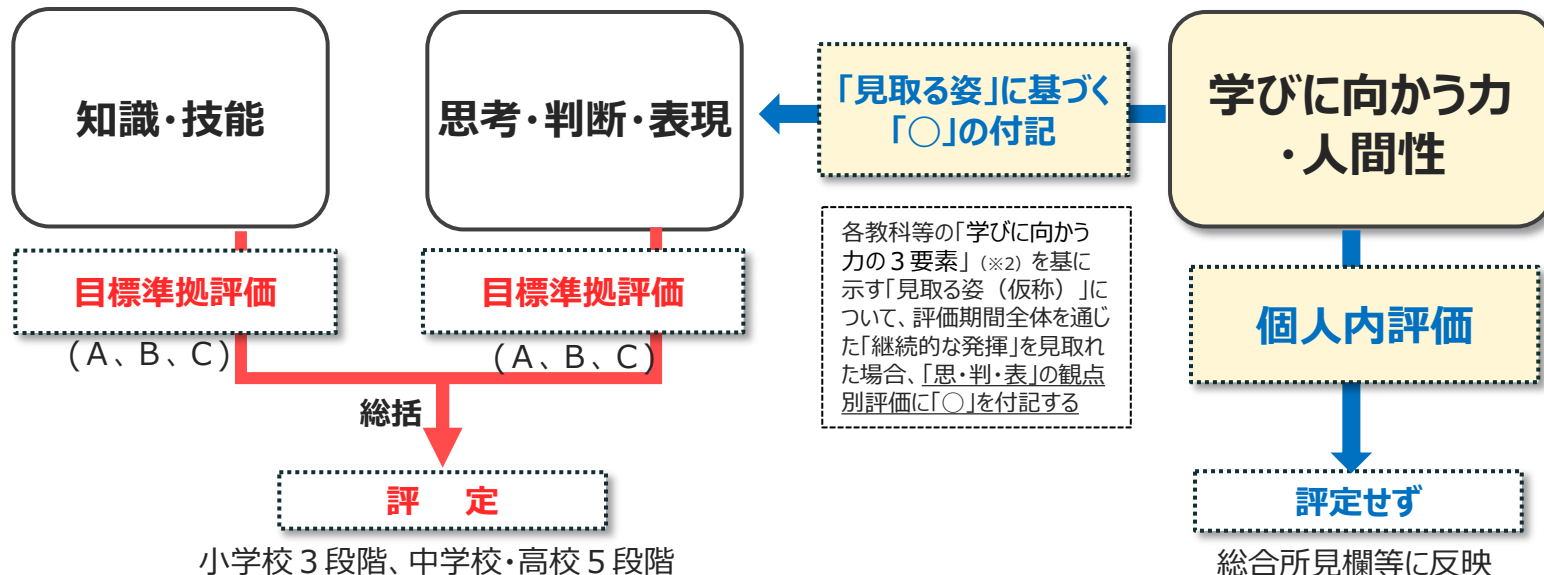 知識・技能
思考・判断・表現
「見取る姿」に基づく
「○」の付記
学びに向かう力
・人間性
各教科等の「学びに向かう
力の３要素」（※2）を基に
示す「見取る姿（仮称）」に
ついて、評価期間全体を通じ
た「継続的な発揮」を見取れ
た場合、「思・判・表」の観点
別評価に「○」を付記する
目標準拠評価
（Ａ、Ｂ、Ｃ）
目標準拠評価
（Ａ、Ｂ、Ｃ）
個人内評価
総括
評　定
小学校３段階、中学校・高校５段階
評定せず
総合所見欄等に反映